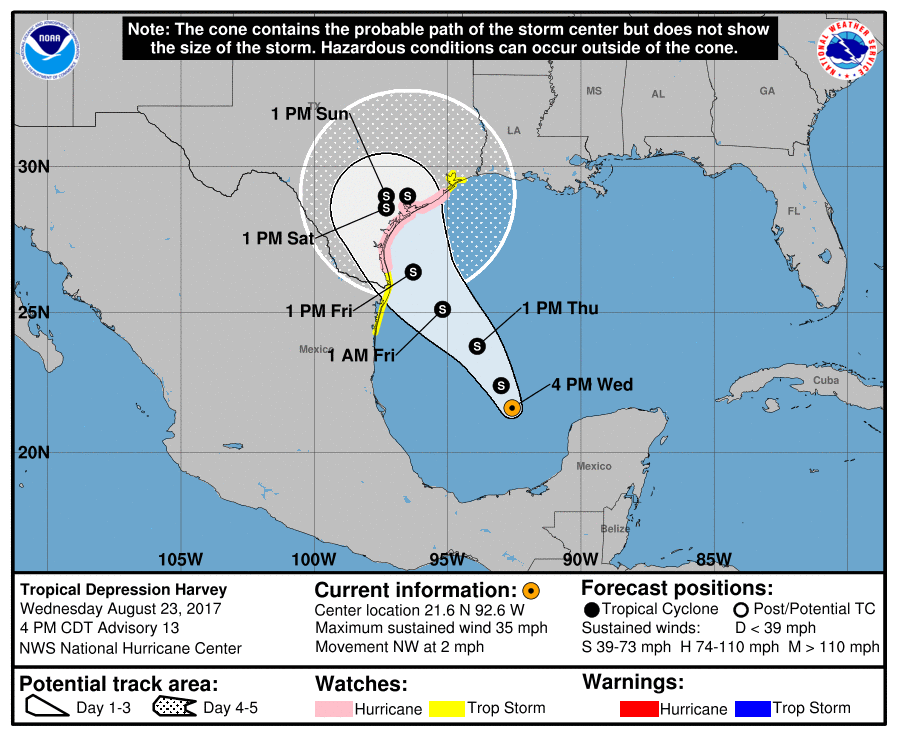 Note: The cone contains the probable path of the storm center but does not show
the size of the storm. Hazardous conditions can occur outside of the cone.
NOAA
NATIONAL WEATHER SERVICE
TX
MS
AL
GA
LA
FL
1 PM Sun
30N
S
S
S
1 PM Sat
S
1 PM Fri
25N
S
1 PM Thu
Mexico
1 AM Fri
S
S
4 PM Wed
Cuba
20N
Mexico
Belize
105W
100W
95W
90W
85W
Tropical Depression Harvey
Wednesday August 23, 2017
4 PM CDT Advisory 13
NWS National Hurricane Center
Current information:
Center location 21.6 N 92.6 W
Maximum sustained wind 35 mph
Movement NW at 2 mph
Forecast positions:
Tropical Cyclone Post/Potential TC
Sustained winds: D < 39 mph
S 39-73 mph H 74-110 mph M > 110 mph
Potential track area:
Day 1-3 Day 4-5
Watches:
Hurricane Trop Storm
Warnings:
Hurricane Trop Storm